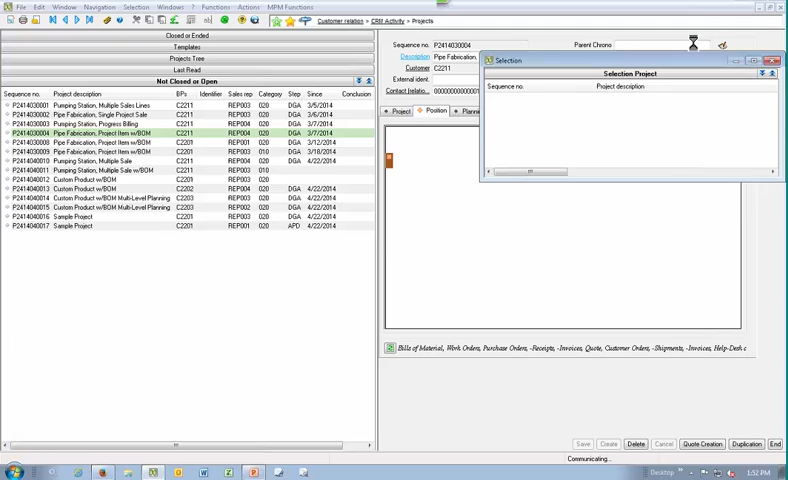 File Edit Window Navigation Selection Windows ? Functions Actions MPM Functions
Customer relation > CRM Activity > Projects
Closed or Ended
Templates
Projects Tree
Last Read
Not Closed or Open
Sequence no. Project description BPs Identifier Sales rep Category Step Since Conclusion
P2414030001 Pumping Station, Multiple Sales Lines C2211 REP003 020 DGA 3/5/2014
P2414030002 Pipe Fabrication, Single Project Sale C2211 REP003 020 DGA 3/6/2014
P2414030003 Pumping Station, Progress Billing C2211 REP004 020 DGA 3/7/2014
P2414030004 Pipe Fabrication, Project Item w/BOM C2211 REP004 020 DGA 3/7/2014
P2414030008 Pipe Fabrication, Project Item w/BOM C2201 REP001 020 DGA 3/12/2014
P2414030009 Pipe Fabrication, Project Item w/BOM C2201 REP003 010 DGA 3/18/2014
P2414040010 Pumping Station, Multiple Sale C2211 REP004 020 DGA 4/22/2014
P2414040011 Pumping Station, Multiple Sale w/BOM C2211 REP003 010
P2414040012 Custom Product w/BOM C2201 REP003 020
P2414040013 Custom Product w/BOM C2202 REP004 020 DGA 4/22/2014
P2414040014 Custom Product w/BOM Multi-Level Planning C2203 REP003 020 DGA 4/22/2014
P2414040015 Custom Product w/BOM Multi-Level Planning C2203 REP004 020 DGA 4/22/2014
P2414040016 Sample Project C2201 REP003 020 DGA 4/22/2014
P2414040017 Sample Project C2201 REP001 020 APD 4/22/2014
Sequence no. P2414030004 Parent Chrono
Description Pipe Fabrication,
Customer C2211
External ident.
Contact (relatio...
Project Position Plannin
Selection
Selection Project
Sequence no. Project description
Bills of Material, Work Orders, Purchase Orders, -Receipts, -Invoices, Quote, Customer Orders, -Shipments, -Invoices, Help-Desk c
Save Create Delete Cancel Quote Creation Duplication End
Communicating...
Desktop 1:52 PM